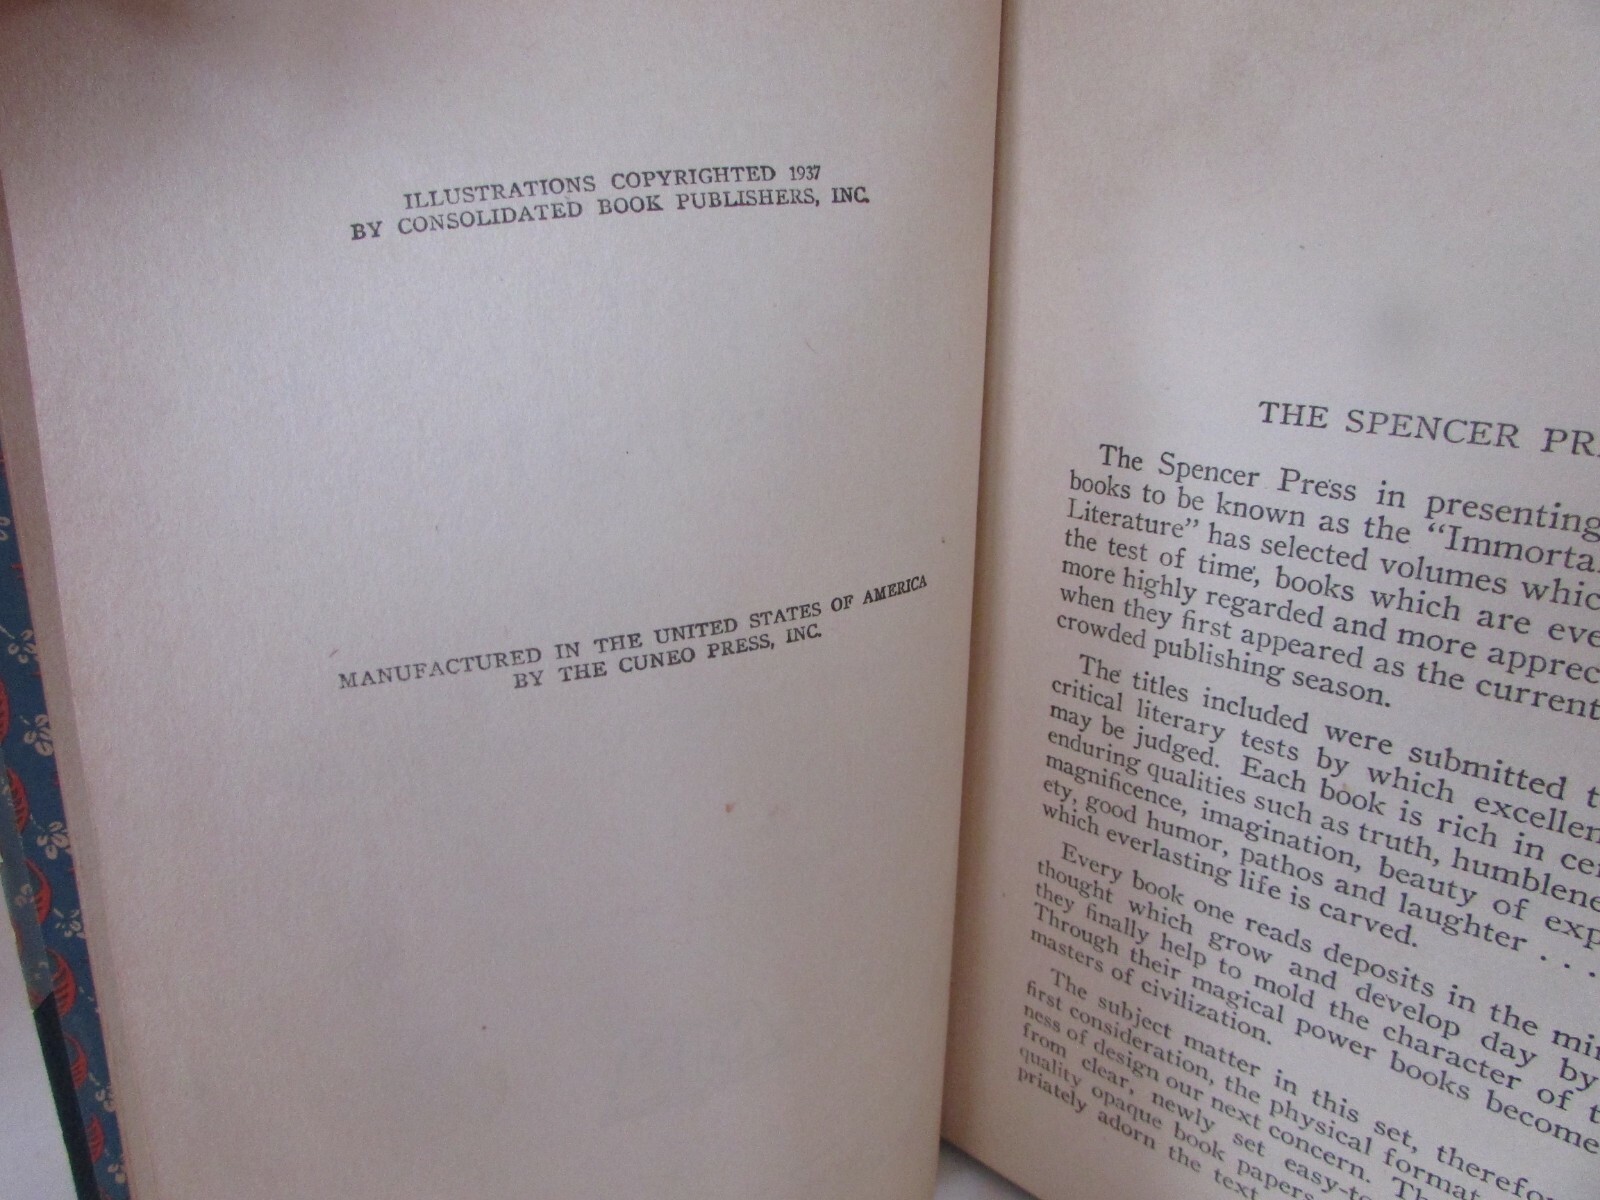 ILLUSTRATIONS COPYRIGHTED 1937
BY CONSOLIDATED BOOK PUBLISHERS, INC.
MANUFACTURED IN THE UNITED STATES OF AMERICA
BY THE CUNEO PRESS, INC.
THE SPENCER PR
The Spencer Press in presenting
books to be known as the "Immorta
Literature" has selected volumes whic
the test of time, books which are eve
more highly regarded and more apprec
when they first appeared as the current
crowded publishing season.
The titles included were submitted t
critical literary tests by which excellen
may be judged. Each book is rich in cer
enduring qualities such as truth, humblene
magnificence, imagination, beauty of exp
ety, good humor, pathos and laughter . . .
which everlasting life is carved.
Every book one reads deposits in the min
thought which grow and develop day by
they finally help to mold the character of t
Through their magical power books become
masters of civilization.
The subject matter in this set, therefo
first consideration, the physical format
ness of design our next concern. Th
from clear, newly set easy-to
quality opaque book papers
priately adorn the text